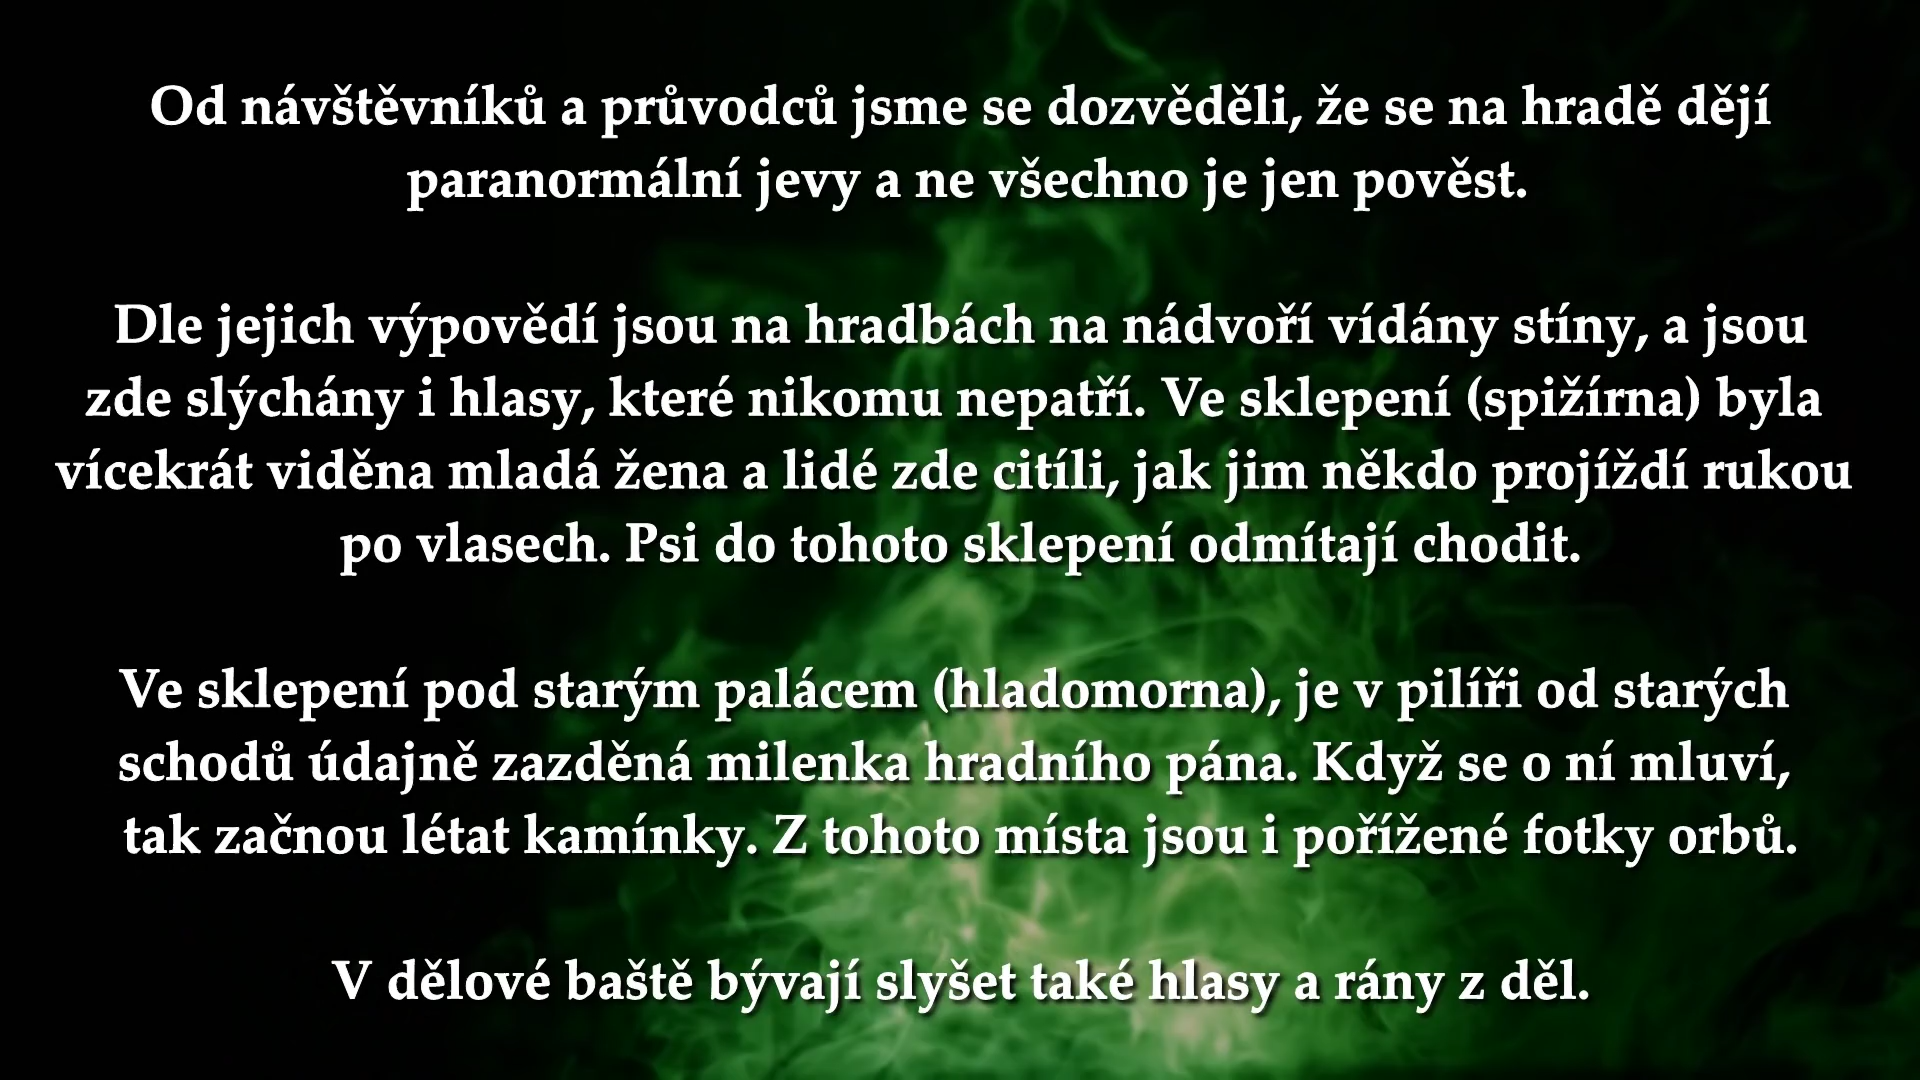 Od návštěvníků a průvodců jsme se dozvěděli, že se na hradě dějí
paranormální jevy a ne všechno je jen pověst.
Dle jejich výpovědí jsou na hradbách na nádvoří vídány stíny, a jsou
zde slýchány i hlasy, které nikomu nepatří. Ve sklepení (spižírna) byla
vícekrát viděna mladá žena a lidé zde citíli, jak jim někdo projíždí rukou
po vlasech. Psi do tohoto sklepení odmítají chodit.
Ve sklepení pod starým palácem (hladomorna), je v pilíři od starých
schodů údajně zazděná milenka hradního pána. Když se o ní mluví,
tak začnou létat kamínky. Z tohoto místa jsou i pořížené fotky orbů.
V dělové baště bývají slyšet také hlasy a rány z děl.